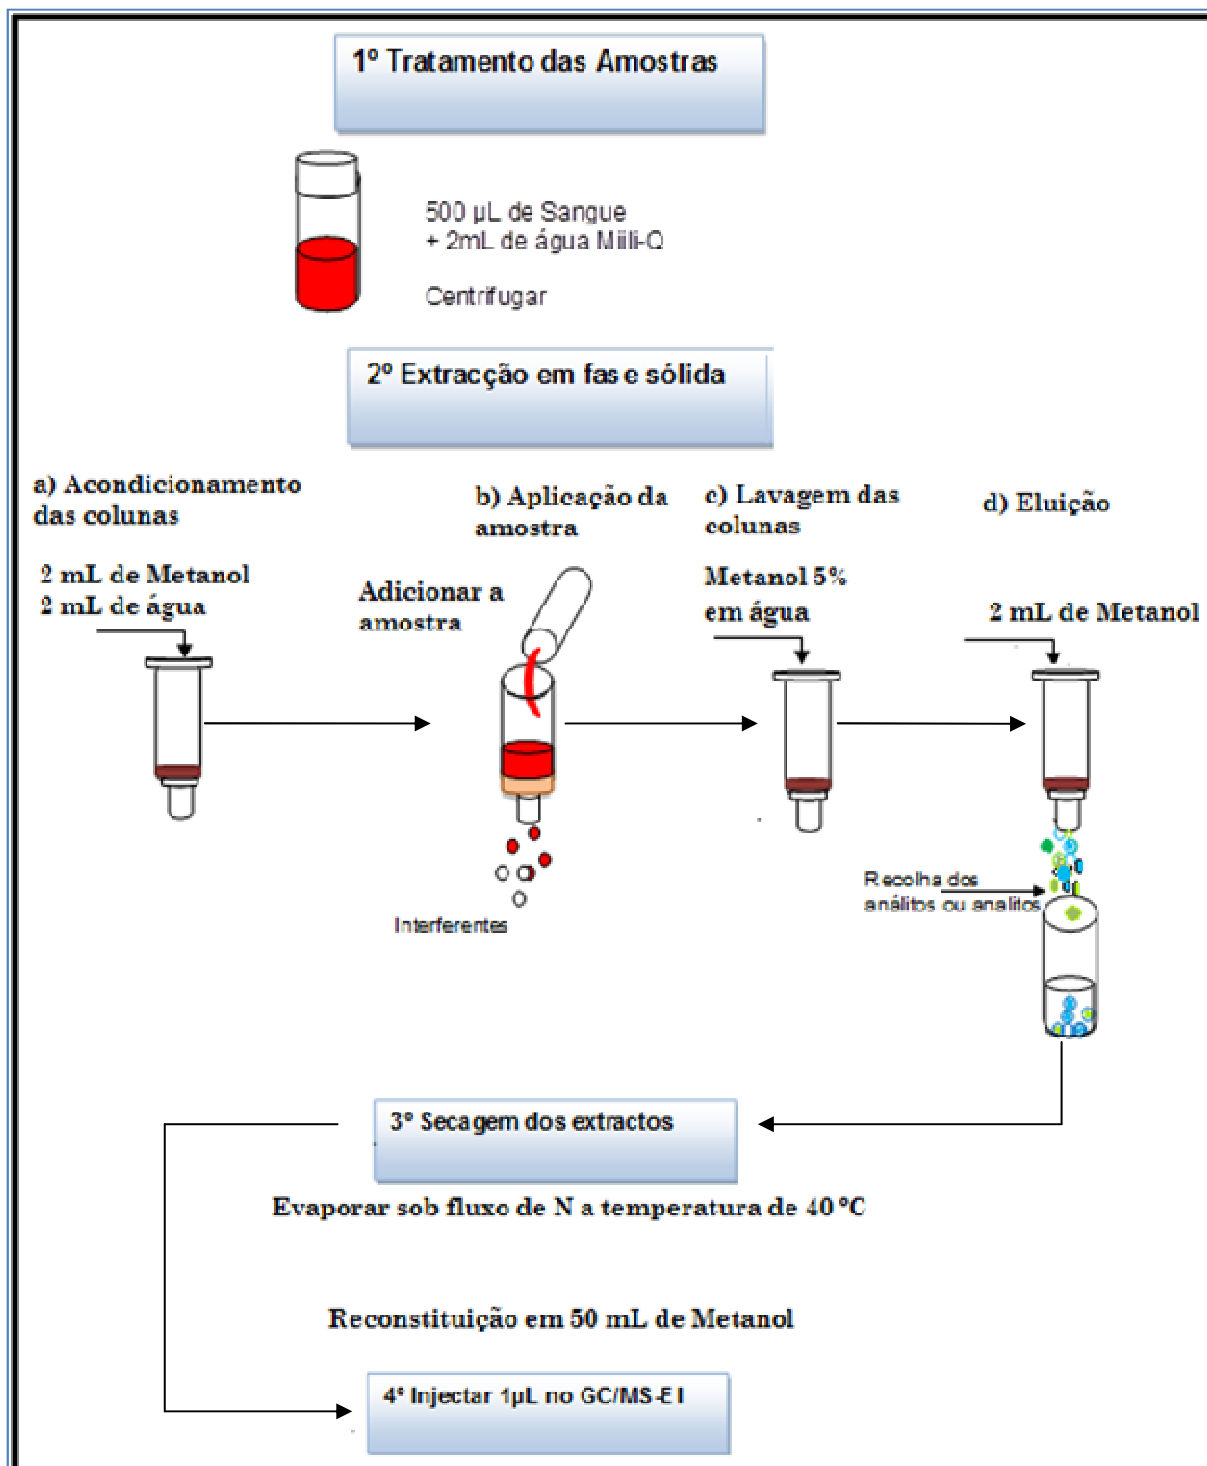 1º Tratamento das Amostras
500 µL de Sangue
+ 2mL de água Miili-Q
Centrifugar
2º Extracção em fase sólida
a) Acondicionamento
das colunas
2 mL de Metanol
2 mL de água
b) Aplicação da
amostra
Adicionar a
amostra
Interferentes
c) Lavagem das
colunas
Metanol 5%
em água
d) Eluição
2 mL de Metanol
Recolha dos
análitos ou analitos
3º Secagem dos extractos
Evaporar sob fluxo de N a temperatura de 40 ºC
Reconstituição em 50 mL de Metanol
4º Injectar 1µL no GC/MS-EI